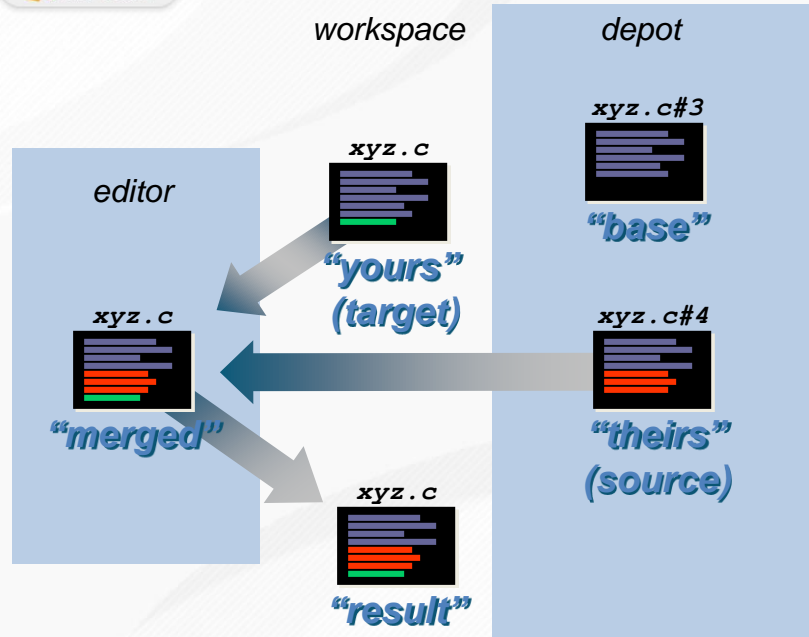 workspace
depot
xyz.c#3
“base”
xyz.c
“yours”
(target)
editor
xyz.c
“merged”
xyz.c#4
“theirs”
(source)
xyz.c
“result”